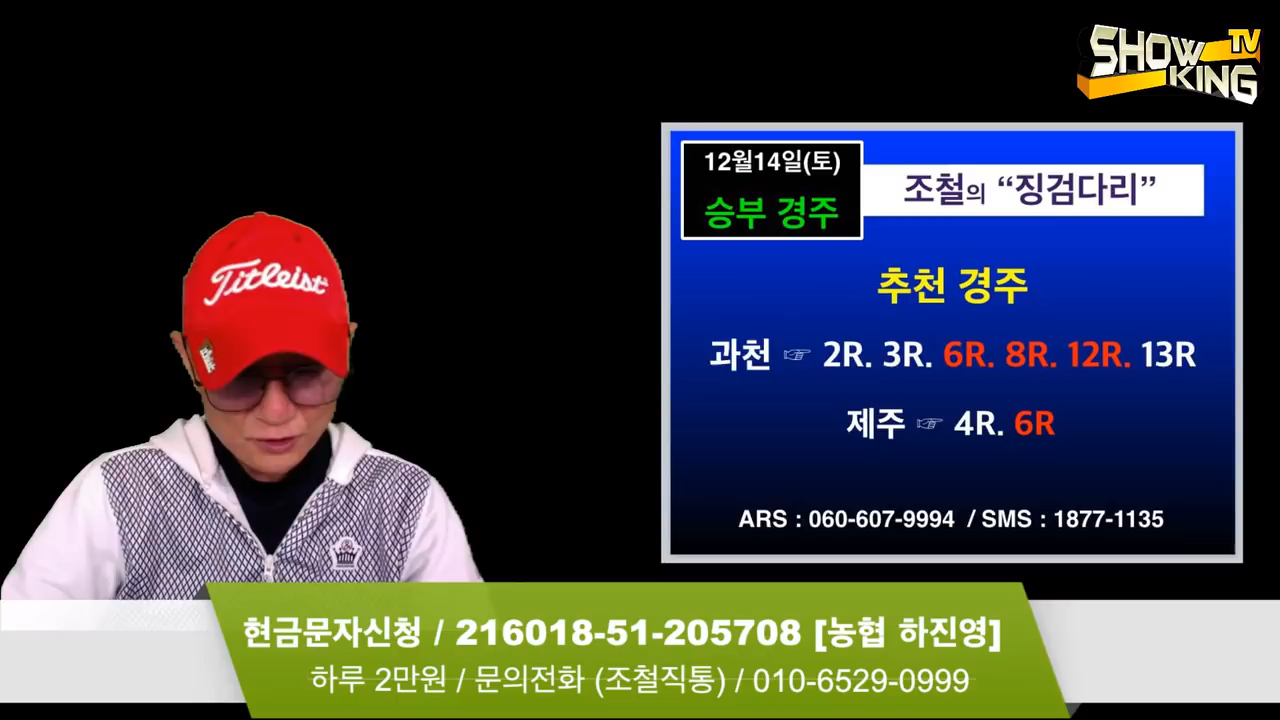 SHOW TV
KING
12월14일(토)
승부 경주
조철의 “징검다리”
추천 경주
과천 ☞ 2R. 3R. 6R. 8R. 12R. 13R
제주 ☞ 4R. 6R
ARS : 060-607-9994 / SMS : 1877-1135
Titleist
현금문자신청 / 216018-51-205708 [농협 하진영]
하루 2만원 / 문의전화 (조철직통) / 010-6529-0999